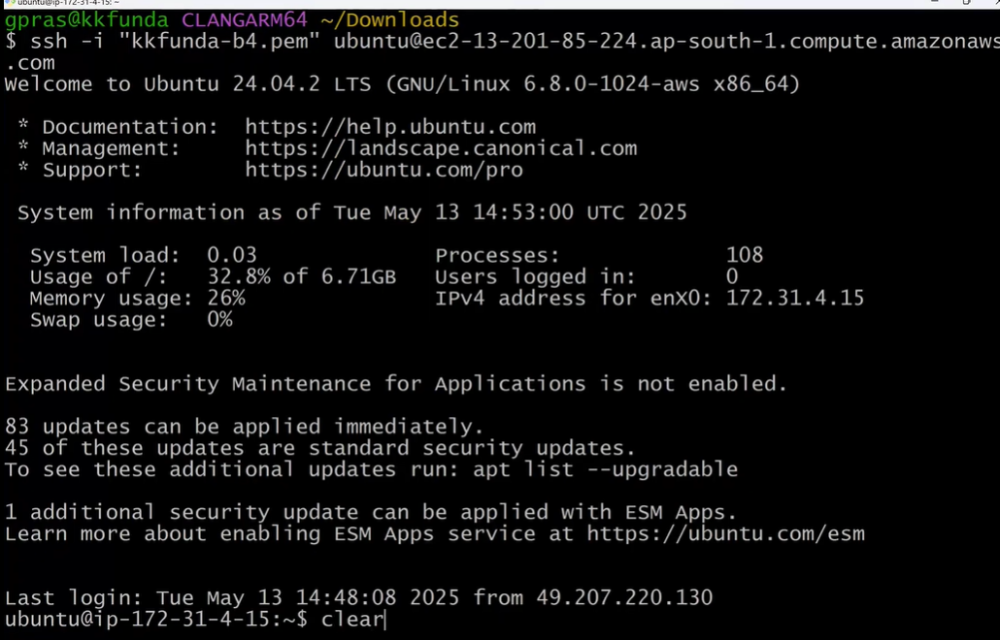 ubuntu@ip-172-31-4-15: ~
gpras@kkfunda CLANGARM64 ~/Downloads
$ ssh -i "kkfunda-b4.pem" ubuntu@ec2-13-201-85-224.ap-south-1.compute.amazonaws
.com
Welcome to Ubuntu 24.04.2 LTS (GNU/Linux 6.8.0-1024-aws x86_64)
* Documentation: https://help.ubuntu.com
* Management: https://landscape.canonical.com
* Support: https://ubuntu.com/pro
System information as of Tue May 13 14:53:00 UTC 2025
System load: 0.03 Processes: 108
Usage of /: 32.8% of 6.71GB Users logged in: 0
Memory usage: 26% IPv4 address for enX0: 172.31.4.15
Swap usage: 0%
Expanded Security Maintenance for Applications is not enabled.
83 updates can be applied immediately.
45 of these updates are standard security updates.
To see these additional updates run: apt list --upgradable
1 additional security update can be applied with ESM Apps.
Learn more about enabling ESM Apps service at https://ubuntu.com/esm
Last login: Tue May 13 14:48:08 2025 from 49.207.220.130
ubuntu@ip-172-31-4-15:~$ clear